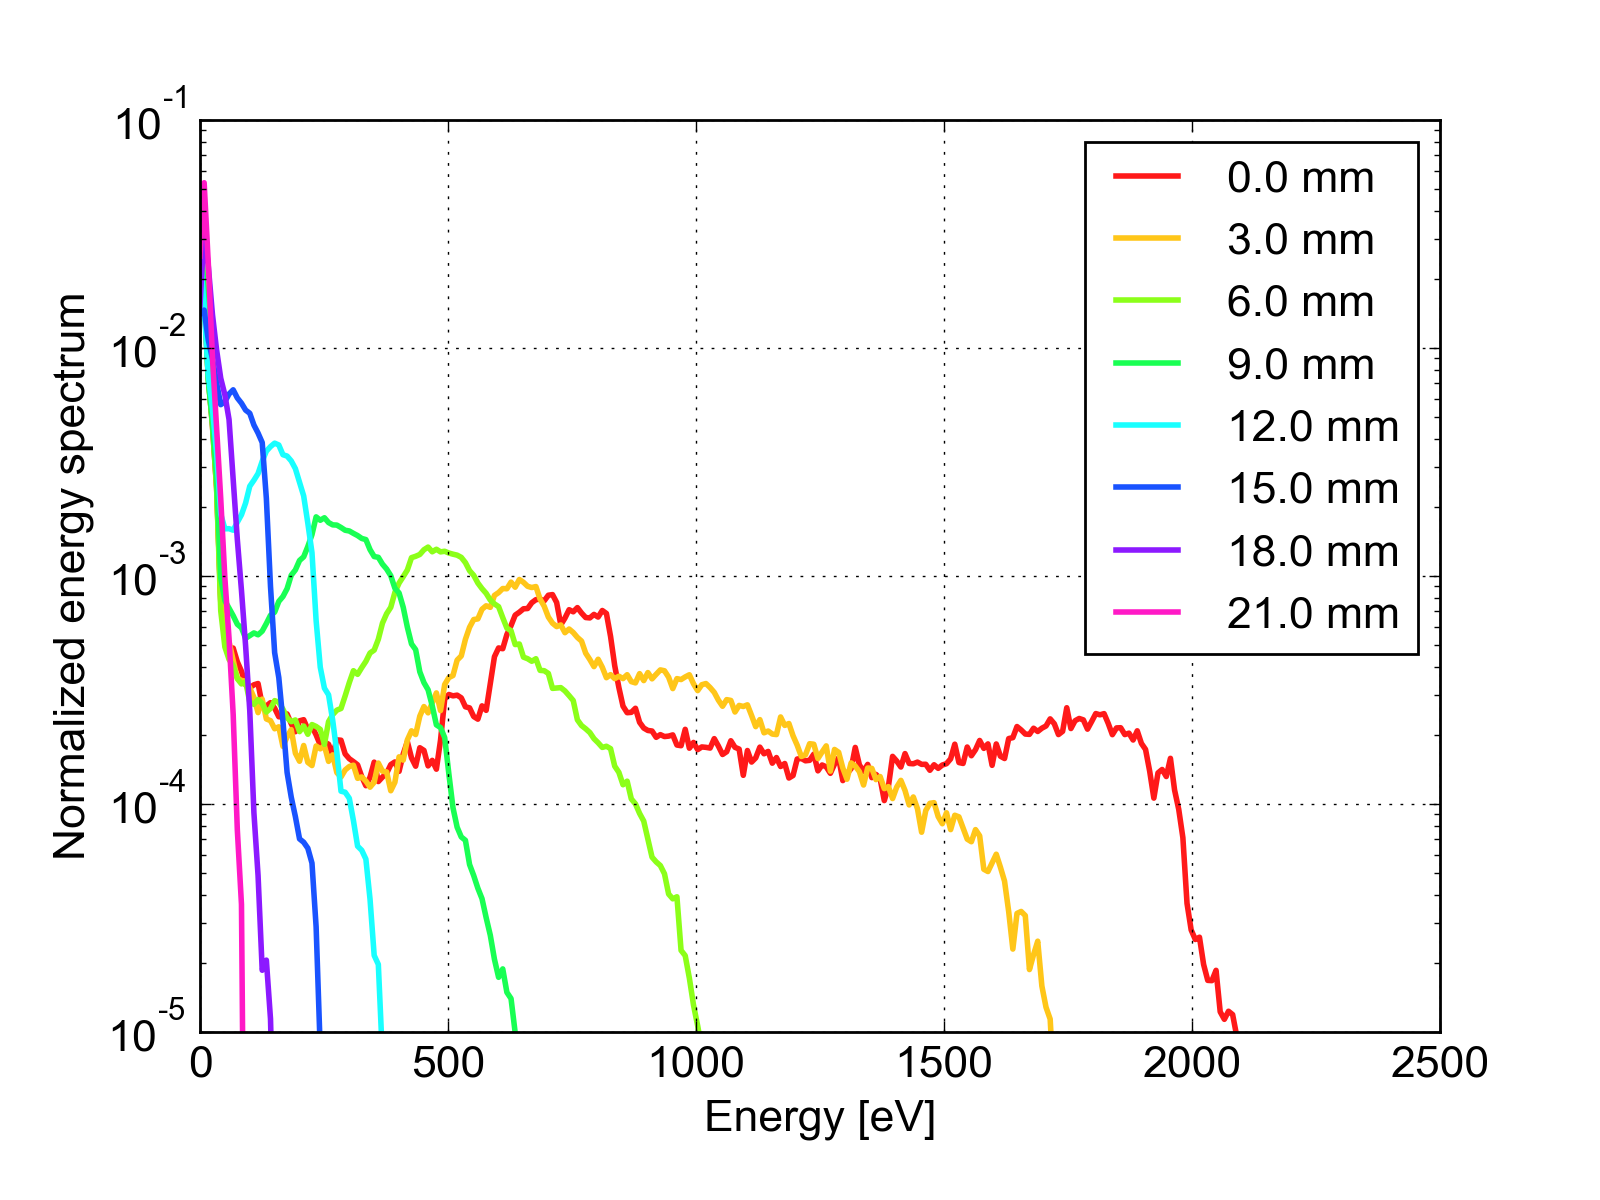 10^-1
10^-2
10^-3
10^-4
10^-5
Normalized energy spectrum
0.0 mm
3.0 mm
6.0 mm
9.0 mm
12.0 mm
15.0 mm
18.0 mm
21.0 mm
0 500 1000 1500 2000 2500
Energy [eV]